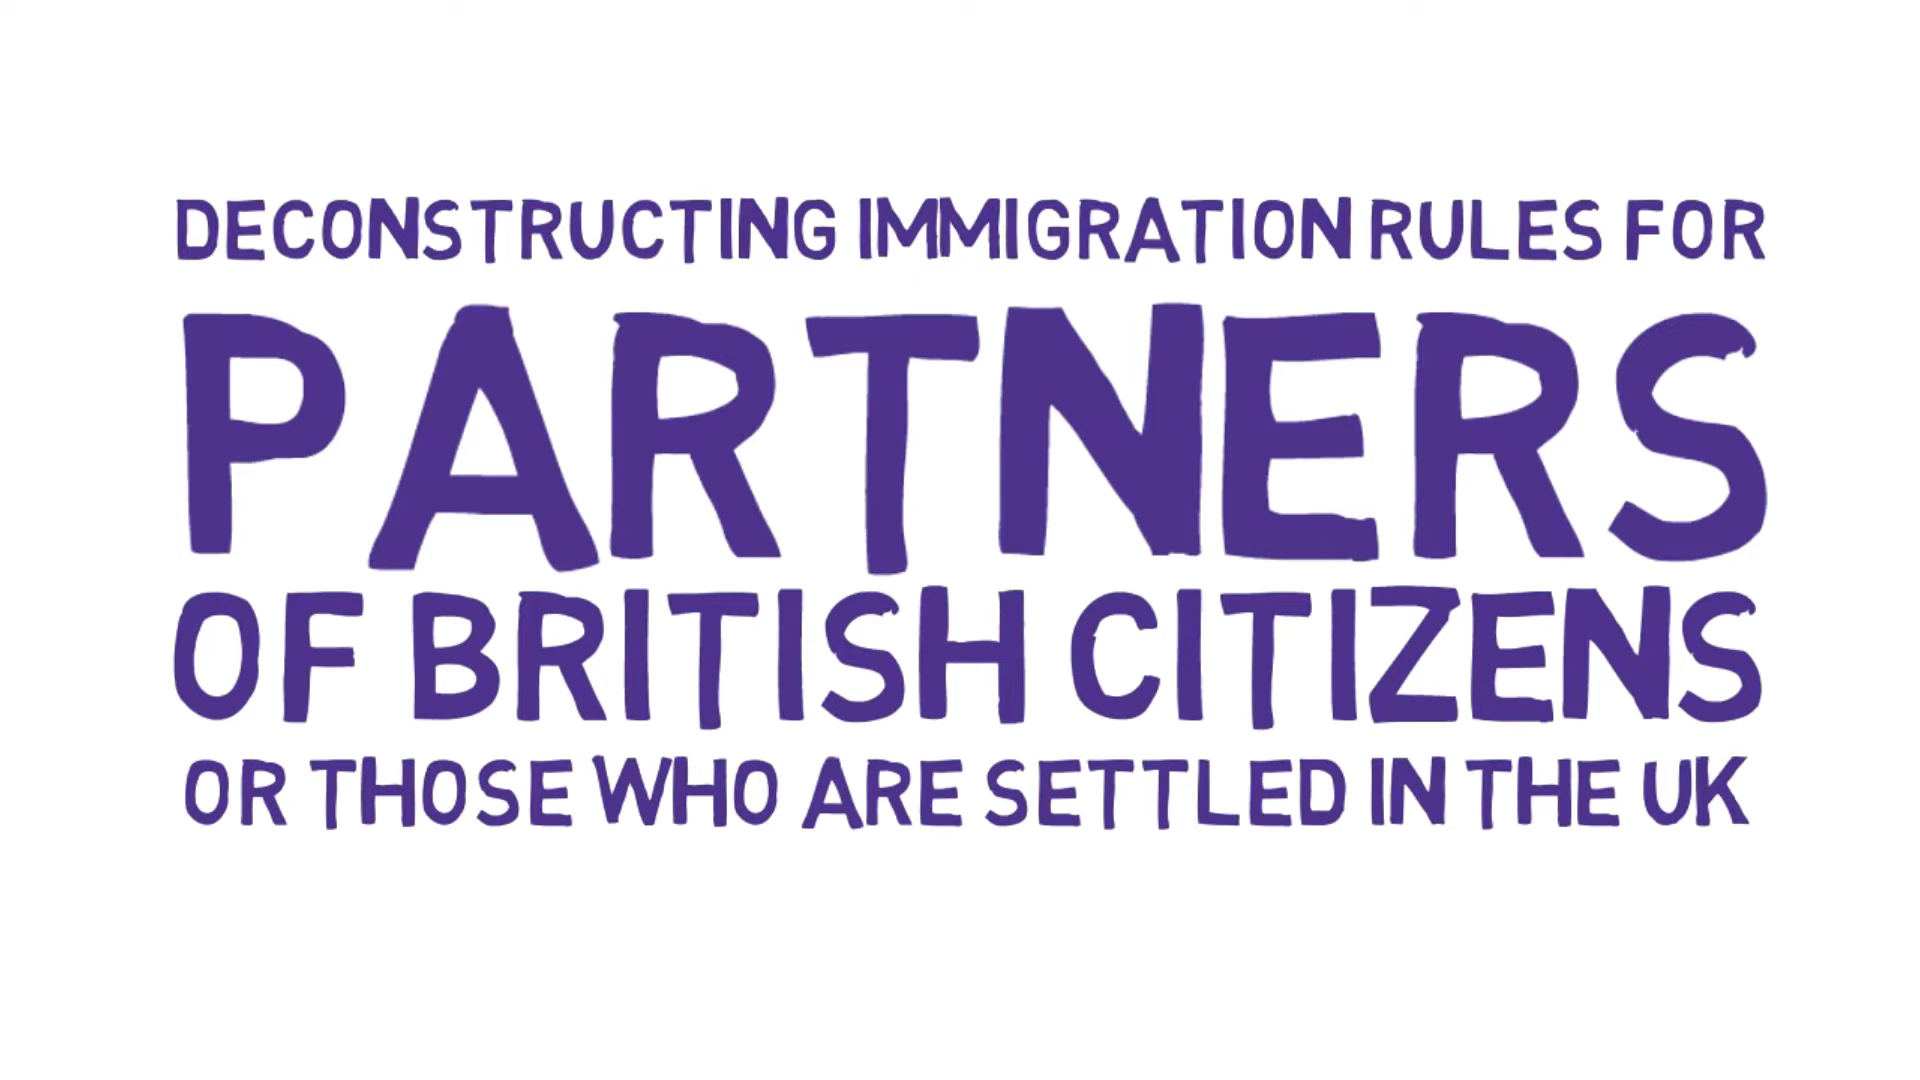 DECONSTRUCTING IMMIGRATION RULES FOR
PARTNERS
OF BRITISH CITIZENS
OR THOSE WHO ARE SETTLED IN THE UK